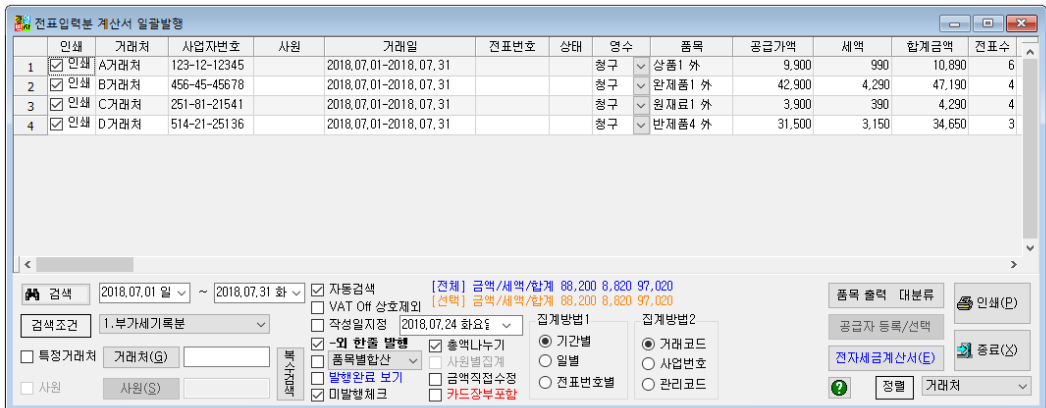 전표입력분 계산서 일괄발행
인쇄 거래처 사업자번호 사원 거래일 전표번호 상태 영수 품목 공급가액 세액 합계금액 전표수
1 인쇄 A거래처 123-12-12345 2018.07.01-2018.07.31 청구 상품1 외 9,900 990 10,890 6
2 인쇄 B거래처 456-45-45678 2018.07.01-2018.07.31 청구 완제품1 외 42,900 4,290 47,190 4
3 인쇄 C거래처 251-81-21541 2018.07.01-2018.07.31 청구 원재료1 외 3,900 390 4,290 4
4 인쇄 D거래처 514-21-25136 2018.07.01-2018.07.31 청구 반제품4 외 31,500 3,150 34,650 3
검색 2018.07.01 일 ~ 2018.07.31 화
검색조건 1.부가세기록분
특정거래처 거래처(G)
사원 사원(S)
복수검색
자동검색 [전체] 금액/세액/합계 88,200 8,820 97,020
VAT Off 상호제외 [선택] 금액/세액/합계 88,200 8,820 97,020
작성일지정 2018.07.24 화요일
-외 한줄 발행 총액나누기
품목별합산 사원별집계
발행완료 보기 금액직접수정
미발행체크 카드장부포함
집계방법1
기간별
일별
전표번호별
집계방법2
거래코드
사업번호
관리코드
품목 출력 대분류
공급자 등록/선택
전자세금계산서(E)
정렬 거래처
인쇄(P)
종료(X)